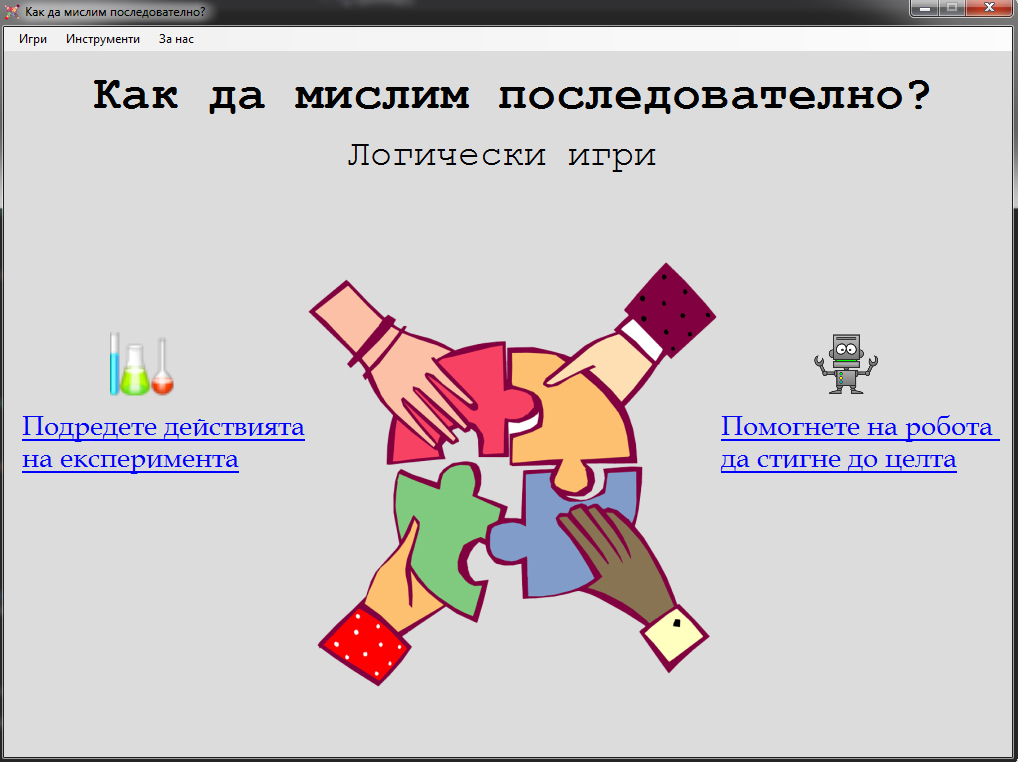 Как да мислим последователно?
Игри Инструменти За нас
Как да мислим последователно?
Логически игри
Подредете действията
на експеримента
Помогнете на робота
да стигне до целта